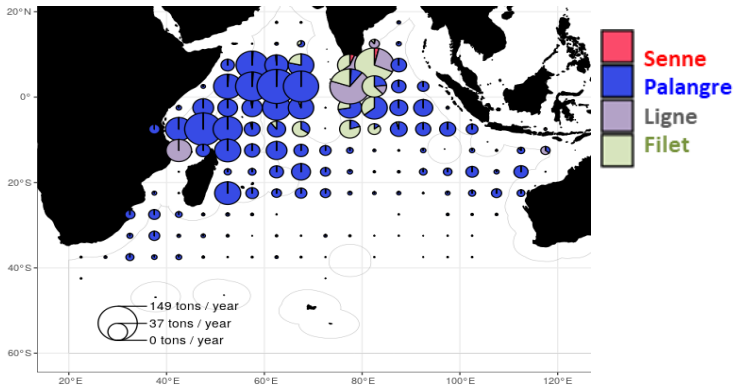 20°N
0°
20°S
40°S
60°S
20°E
40°E
60°E
80°E
100°E
120°E
149 tons / year
37 tons / year
0 tons / year
Senne
Palangre
Ligne
Filet